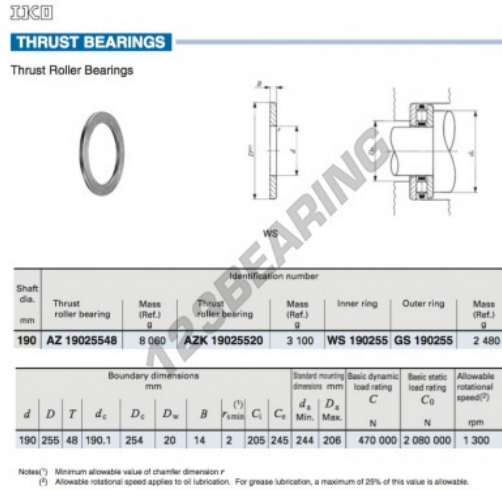 IKO
THRUST BEARINGS
Thrust Roller Bearings
B
r
D
d
WS
123BEARING
Identification number
Shaft dia. mm | Thrust roller bearing | Mass (Ref.) g | Thrust roller bearing | Mass (Ref.) g | Inner ring | Outer ring | Mass (Ref.) g
190 | AZ 19025548 | 8 060 | AZK 19025520 | 3 100 | WS 190255 | GS 190255 | 2 480
Boundary dimensions mm | Standard mounting dimensions mm | Basic dynamic load rating C N | Basic static load rating C0 N | Allowable rotational speed(2) rpm
d | D | T | dc | Dc | Dw | B | rs min (1) | Ci | Ce | da Min. | Da Max.
190 | 255 | 48 | 190.1 | 254 | 20 | 14 | 2 | 205 | 245 | 244 | 206 | 470 000 | 2 080 000 | 1 300
Notes(1) Minimum allowable value of chamfer dimension r
(2) Allowable rotational speed applies to oil lubrication. For grease lubrication, a maximum of 25% of this value is allowable.